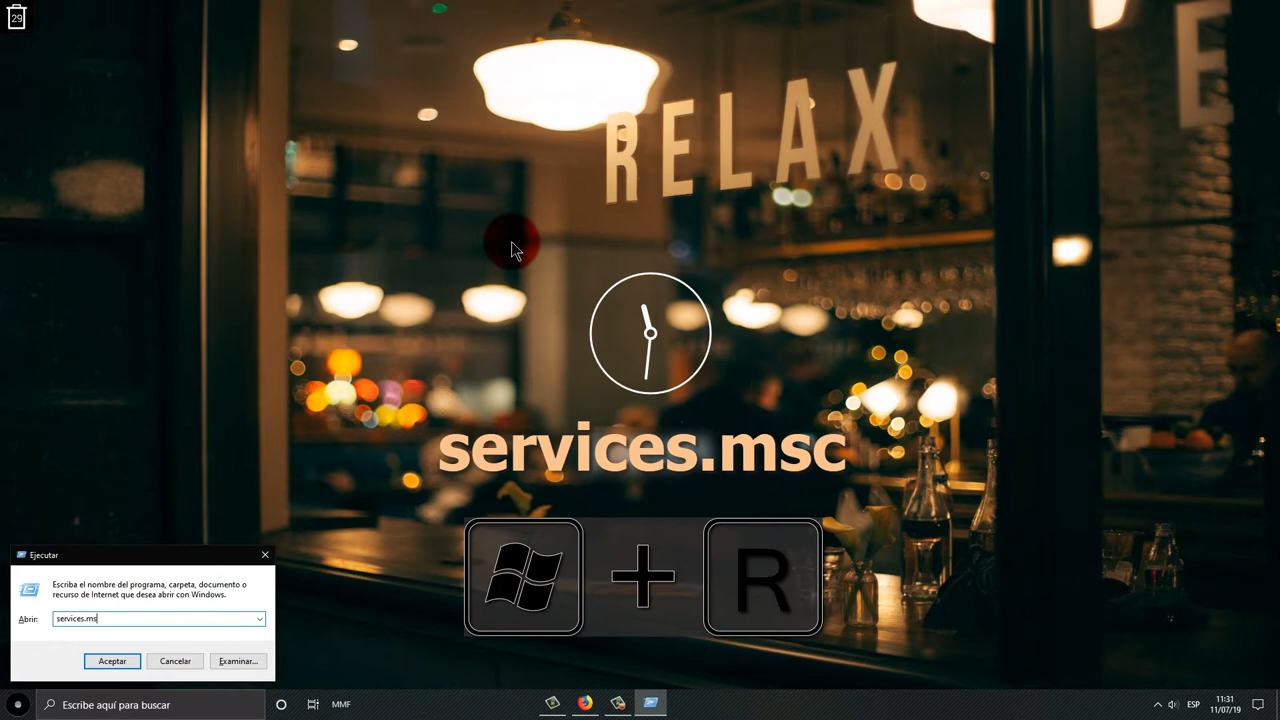 29
RELAX
E
services.msc
R
Ejecutar
Escriba el nombre del programa, carpeta, documento o
recurso de Internet que desea abrir con Windows.
Abrir:
services.ms
Aceptar
Cancelar
Examinar...
Escribe aquí para buscar
MMF
ESP
11:31
11/07/19